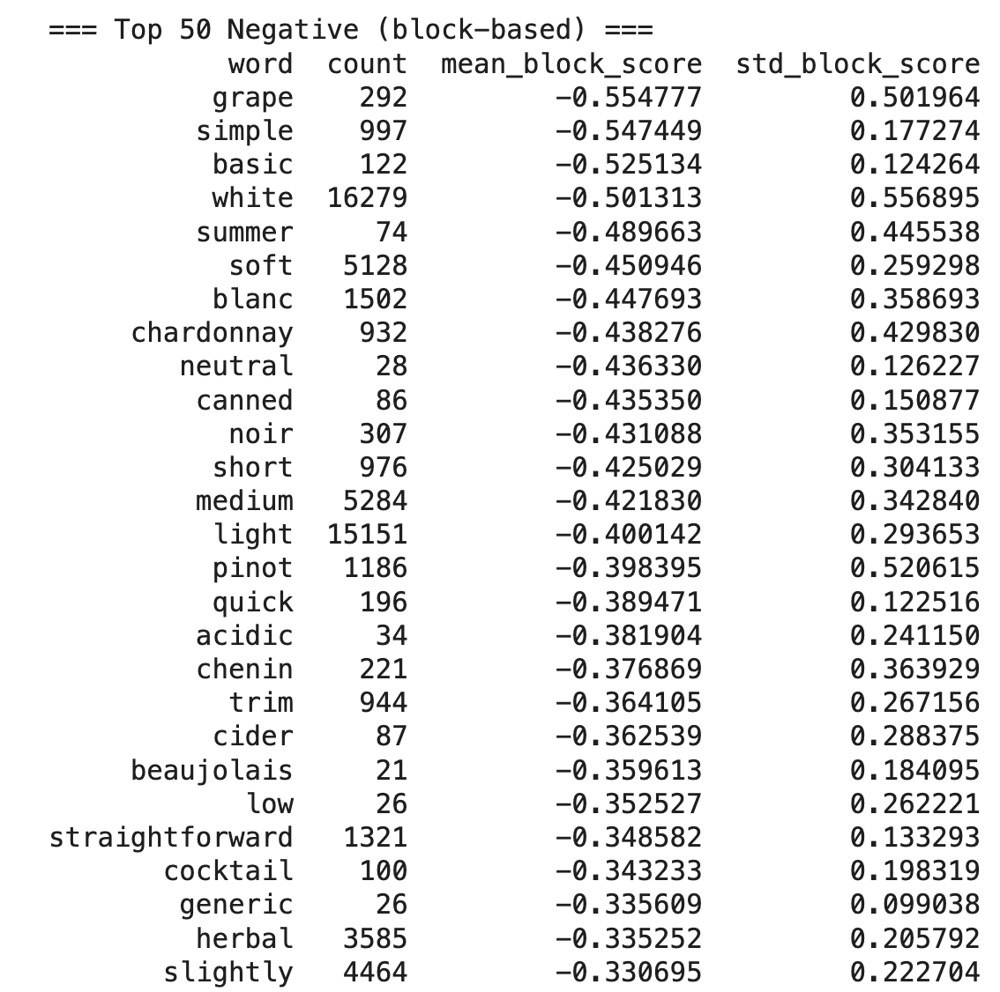 === Top 50 Negative (block-based) ===
word count mean_block_score std_block_score
grape 292 -0.554777 0.501964
simple 997 -0.547449 0.177274
basic 122 -0.525134 0.124264
white 16279 -0.501313 0.556895
summer 74 -0.489663 0.445538
soft 5128 -0.450946 0.259298
blanc 1502 -0.447693 0.358693
chardonnay 932 -0.438276 0.429830
neutral 28 -0.436330 0.126227
canned 86 -0.435350 0.150877
noir 307 -0.431088 0.353155
short 976 -0.425029 0.304133
medium 5284 -0.421830 0.342840
light 15151 -0.400142 0.293653
pinot 1186 -0.398395 0.520615
quick 196 -0.389471 0.122516
acidic 34 -0.381904 0.241150
chenin 221 -0.376869 0.363929
trim 944 -0.364105 0.267156
cider 87 -0.362539 0.288375
beaujolais 21 -0.359613 0.184095
low 26 -0.352527 0.262221
straightforward 1321 -0.348582 0.133293
cocktail 100 -0.343233 0.198319
generic 26 -0.335609 0.099038
herbal 3585 -0.335252 0.205792
slightly 4464 -0.330695 0.222704